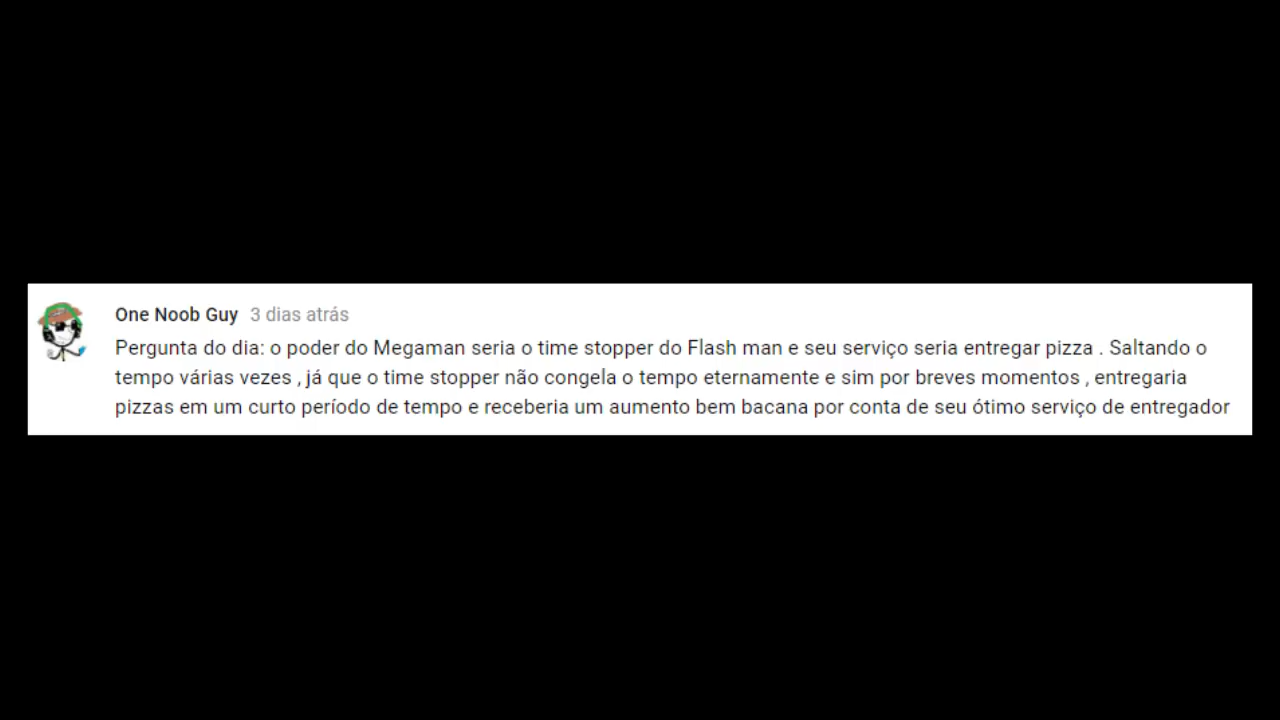 One Noob Guy 3 dias atrás
Pergunta do dia: o poder do Megaman seria o time stopper do Flash man e seu serviço seria entregar pizza . Saltando o
tempo várias vezes , já que o time stopper não congela o tempo eternamente e sim por breves momentos , entregaria
pizzas em um curto período de tempo e receberia um aumento bem bacana por conta de seu ótimo serviço de entregador